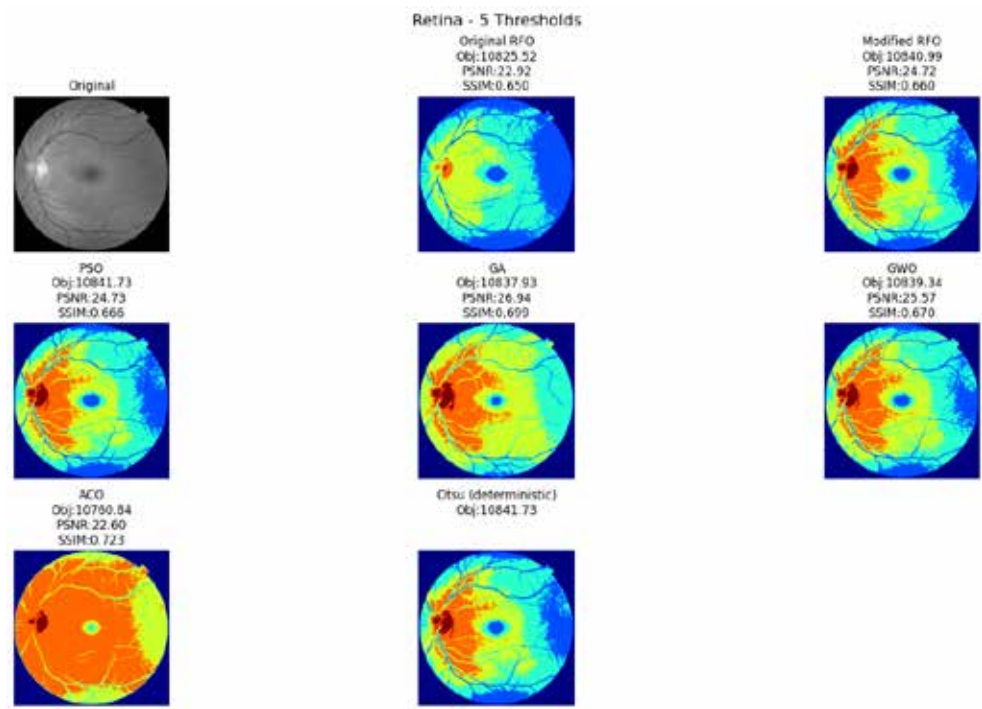 Retina - 5 Thresholds
Original
Original RFO
Obj:10825.52
PSNR:22.92
SSIM:0.650
Modified RFO
Obj:10840.99
PSNR:24.72
SSIM:0.660
PSO
Obj:10841.73
PSNR:24.73
SSIM:0.666
GA
Obj:10837.93
PSNR:26.94
SSIM:0.699
GWO
Obj:10839.34
PSNR:25.57
SSIM:0.670
ACO
Obj:10760.84
PSNR:22.60
SSIM:0.723
Otsu (deterministic)
Obj:10841.73